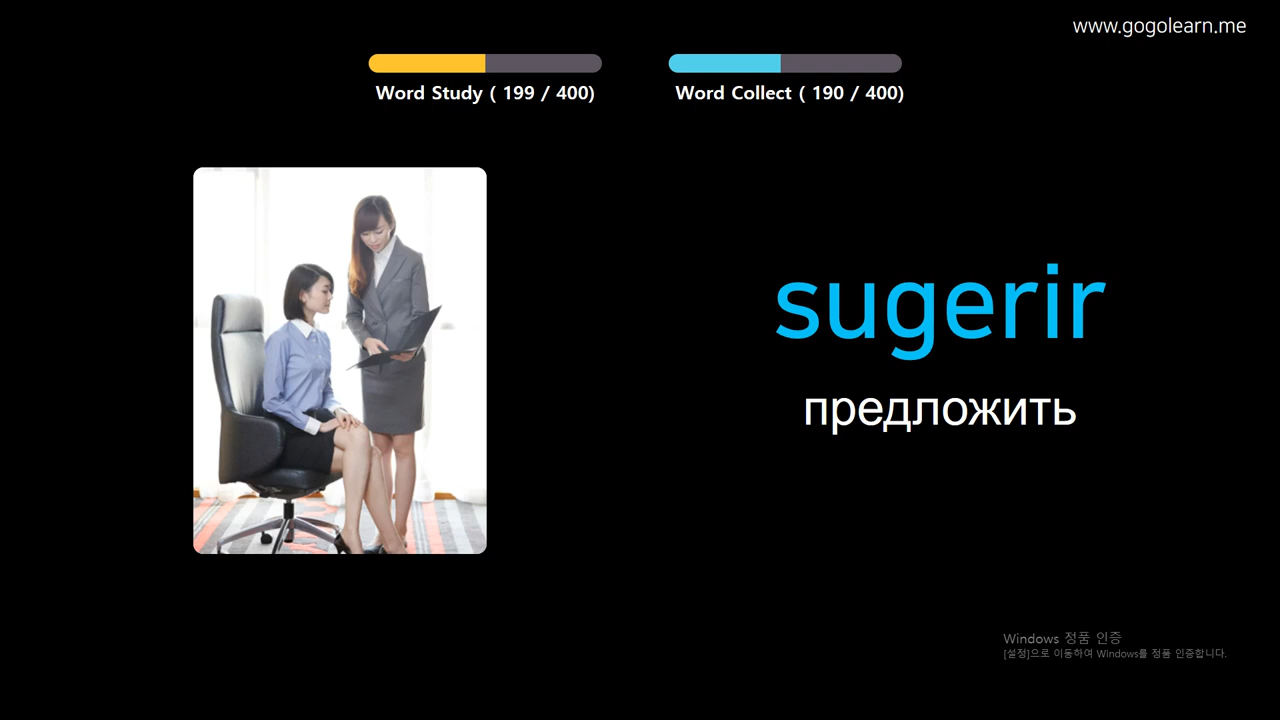 www.gogolearn.me
Word Study ( 199 / 400)
Word Collect ( 190 / 400)
sugerir
предложить
Windows 정품 인증
[설정]으로 이동하여 Windows를 정품 인증합니다.